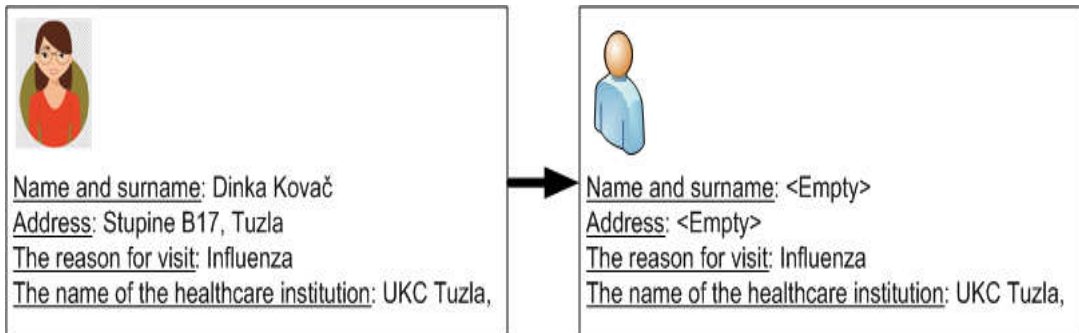 Name and surname: Dinka Kovač
Address: Stupine B17, Tuzla
The reason for visit: Influenza
The name of the healthcare institution: UKC Tuzla,
Name and surname: <Empty>
Address: <Empty>
The reason for visit: Influenza
The name of the healthcare institution: UKC Tuzla,